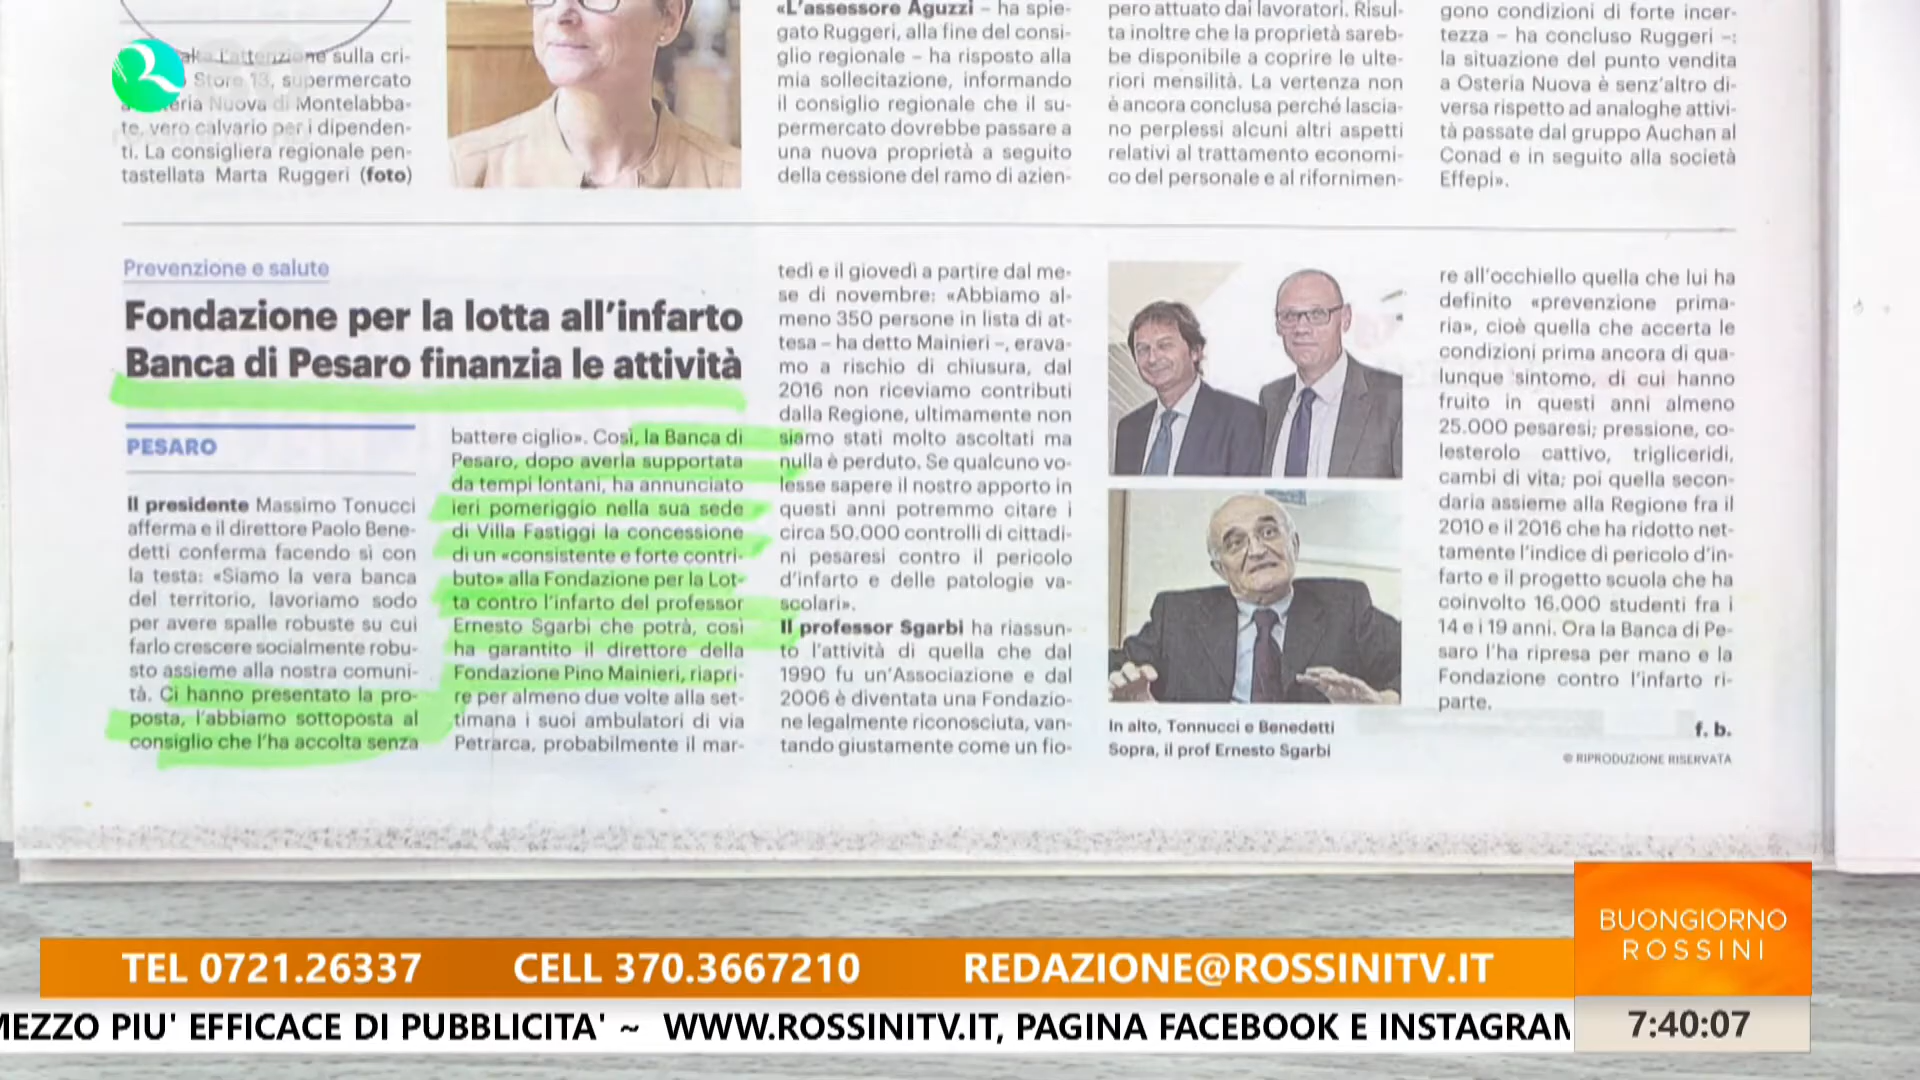 alta l'attenzione sulla cri-
Store 13, supermercato
eria Nuova di Montelabba-
te, vero calvario per i dipenden-
ti. La consigliera regionale pen-
tastellata Marta Ruggeri (foto)
«L'assessore Aguzzi – ha spie-
gato Ruggeri, alla fine del consi-
glio regionale – ha risposto alla
mia sollecitazione, informando
il consiglio regionale che il su-
permercato dovrebbe passare a
una nuova proprietà a seguito
della cessione del ramo di azien-
pero attuato dai lavoratori. Risul-
ta inoltre che la proprietà sareb-
be disponibile a coprire le ulte-
riori mensilità. La vertenza non
è ancora conclusa perché lascia-
no perplessi alcuni altri aspetti
relativi al trattamento economi-
co del personale e al rifornimen-
gono condizioni di forte incer-
tezza – ha concluso Ruggeri –:
la situazione del punto vendita
a Osteria Nuova è senz'altro di-
versa rispetto ad analoghe attivi-
tà passate dal gruppo Auchan al
Conad e in seguito alla società
Effepi».
Prevenzione e salute
Fondazione per la lotta all'infarto
Banca di Pesaro finanzia le attività
PESARO
Il presidente Massimo Tonucci
afferma e il direttore Paolo Bene-
detti conferma facendo sì con
la testa: «Siamo la vera banca
del territorio, lavoriamo sodo
per avere spalle robuste su cui
farlo crescere socialmente robu-
sto assieme alla nostra comuni-
tà. Ci hanno presentato la pro-
posta, l'abbiamo sottoposta al
consiglio che l'ha accolta senza
battere ciglio». Così, la Banca di
Pesaro, dopo averla supportata
da tempi lontani, ha annunciato
ieri pomeriggio nella sua sede
di Villa Fastiggi la concessione
di un «consistente e forte contri-
buto» alla Fondazione per la Lot-
ta contro l'infarto del professor
Ernesto Sgarbi che potrà, così
ha garantito il direttore della
Fondazione Pino Mainieri, riapri-
re per almeno due volte alla set-
timana i suoi ambulatori di via
Petrarca, probabilmente il mar-
tedì e il giovedì a partire dal me-
se di novembre: «Abbiamo al-
meno 350 persone in lista di at-
tesa – ha detto Mainieri –, erava-
mo a rischio di chiusura, dal
2016 non riceviamo contributi
dalla Regione, ultimamente non
siamo stati molto ascoltati ma
nulla è perduto. Se qualcuno vo-
lesse sapere il nostro apporto in
questi anni potremmo citare i
circa 50.000 controlli di cittadi-
ni pesaresi contro il pericolo
d'infarto e delle patologie va-
scolari».
Il professor Sgarbi ha riassun-
to l'attività di quella che dal
1990 fu un'Associazione e dal
2006 è diventata una Fondazio-
ne legalmente riconosciuta, van-
tando giustamente come un fio-
In alto, Tonnucci e Benedetti
Sopra, il prof Ernesto Sgarbi
re all'occhiello quella che lui ha
definito «prevenzione prima-
ria», cioè quella che accerta le
condizioni prima ancora di qua-
lunque sintomo, di cui hanno
fruito in questi anni almeno
25.000 pesaresi; pressione, co-
lesterolo cattivo, trigliceridi,
cambi di vita; poi quella secon-
daria assieme alla Regione fra il
2010 e il 2016 che ha ridotto net-
tamente l'indice di pericolo d'in-
farto e il progetto scuola che ha
coinvolto 16.000 studenti fra i
14 e i 19 anni. Ora la Banca di Pe-
saro l'ha ripresa per mano e la
Fondazione contro l'infarto ri-
parte.
f. b.
© RIPRODUZIONE RISERVATA
BUONGIORNO
ROSSINI
TEL 0721.26337 CELL 370.3667210 REDAZIONE@ROSSINITV.IT
MEZZO PIU' EFFICACE DI PUBBLICITA' ~ WWW.ROSSINITV.IT, PAGINA FACEBOOK E INSTAGRAM
7:40:07